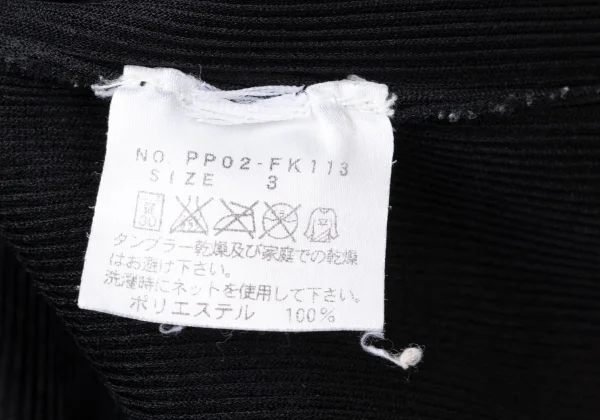 NO. PP02-FK113
SIZE 3
タンブラー乾燥及び家庭での乾燥
はお避け下さい。
洗濯時にネットを使用して下さい。
ポリエステル 100%